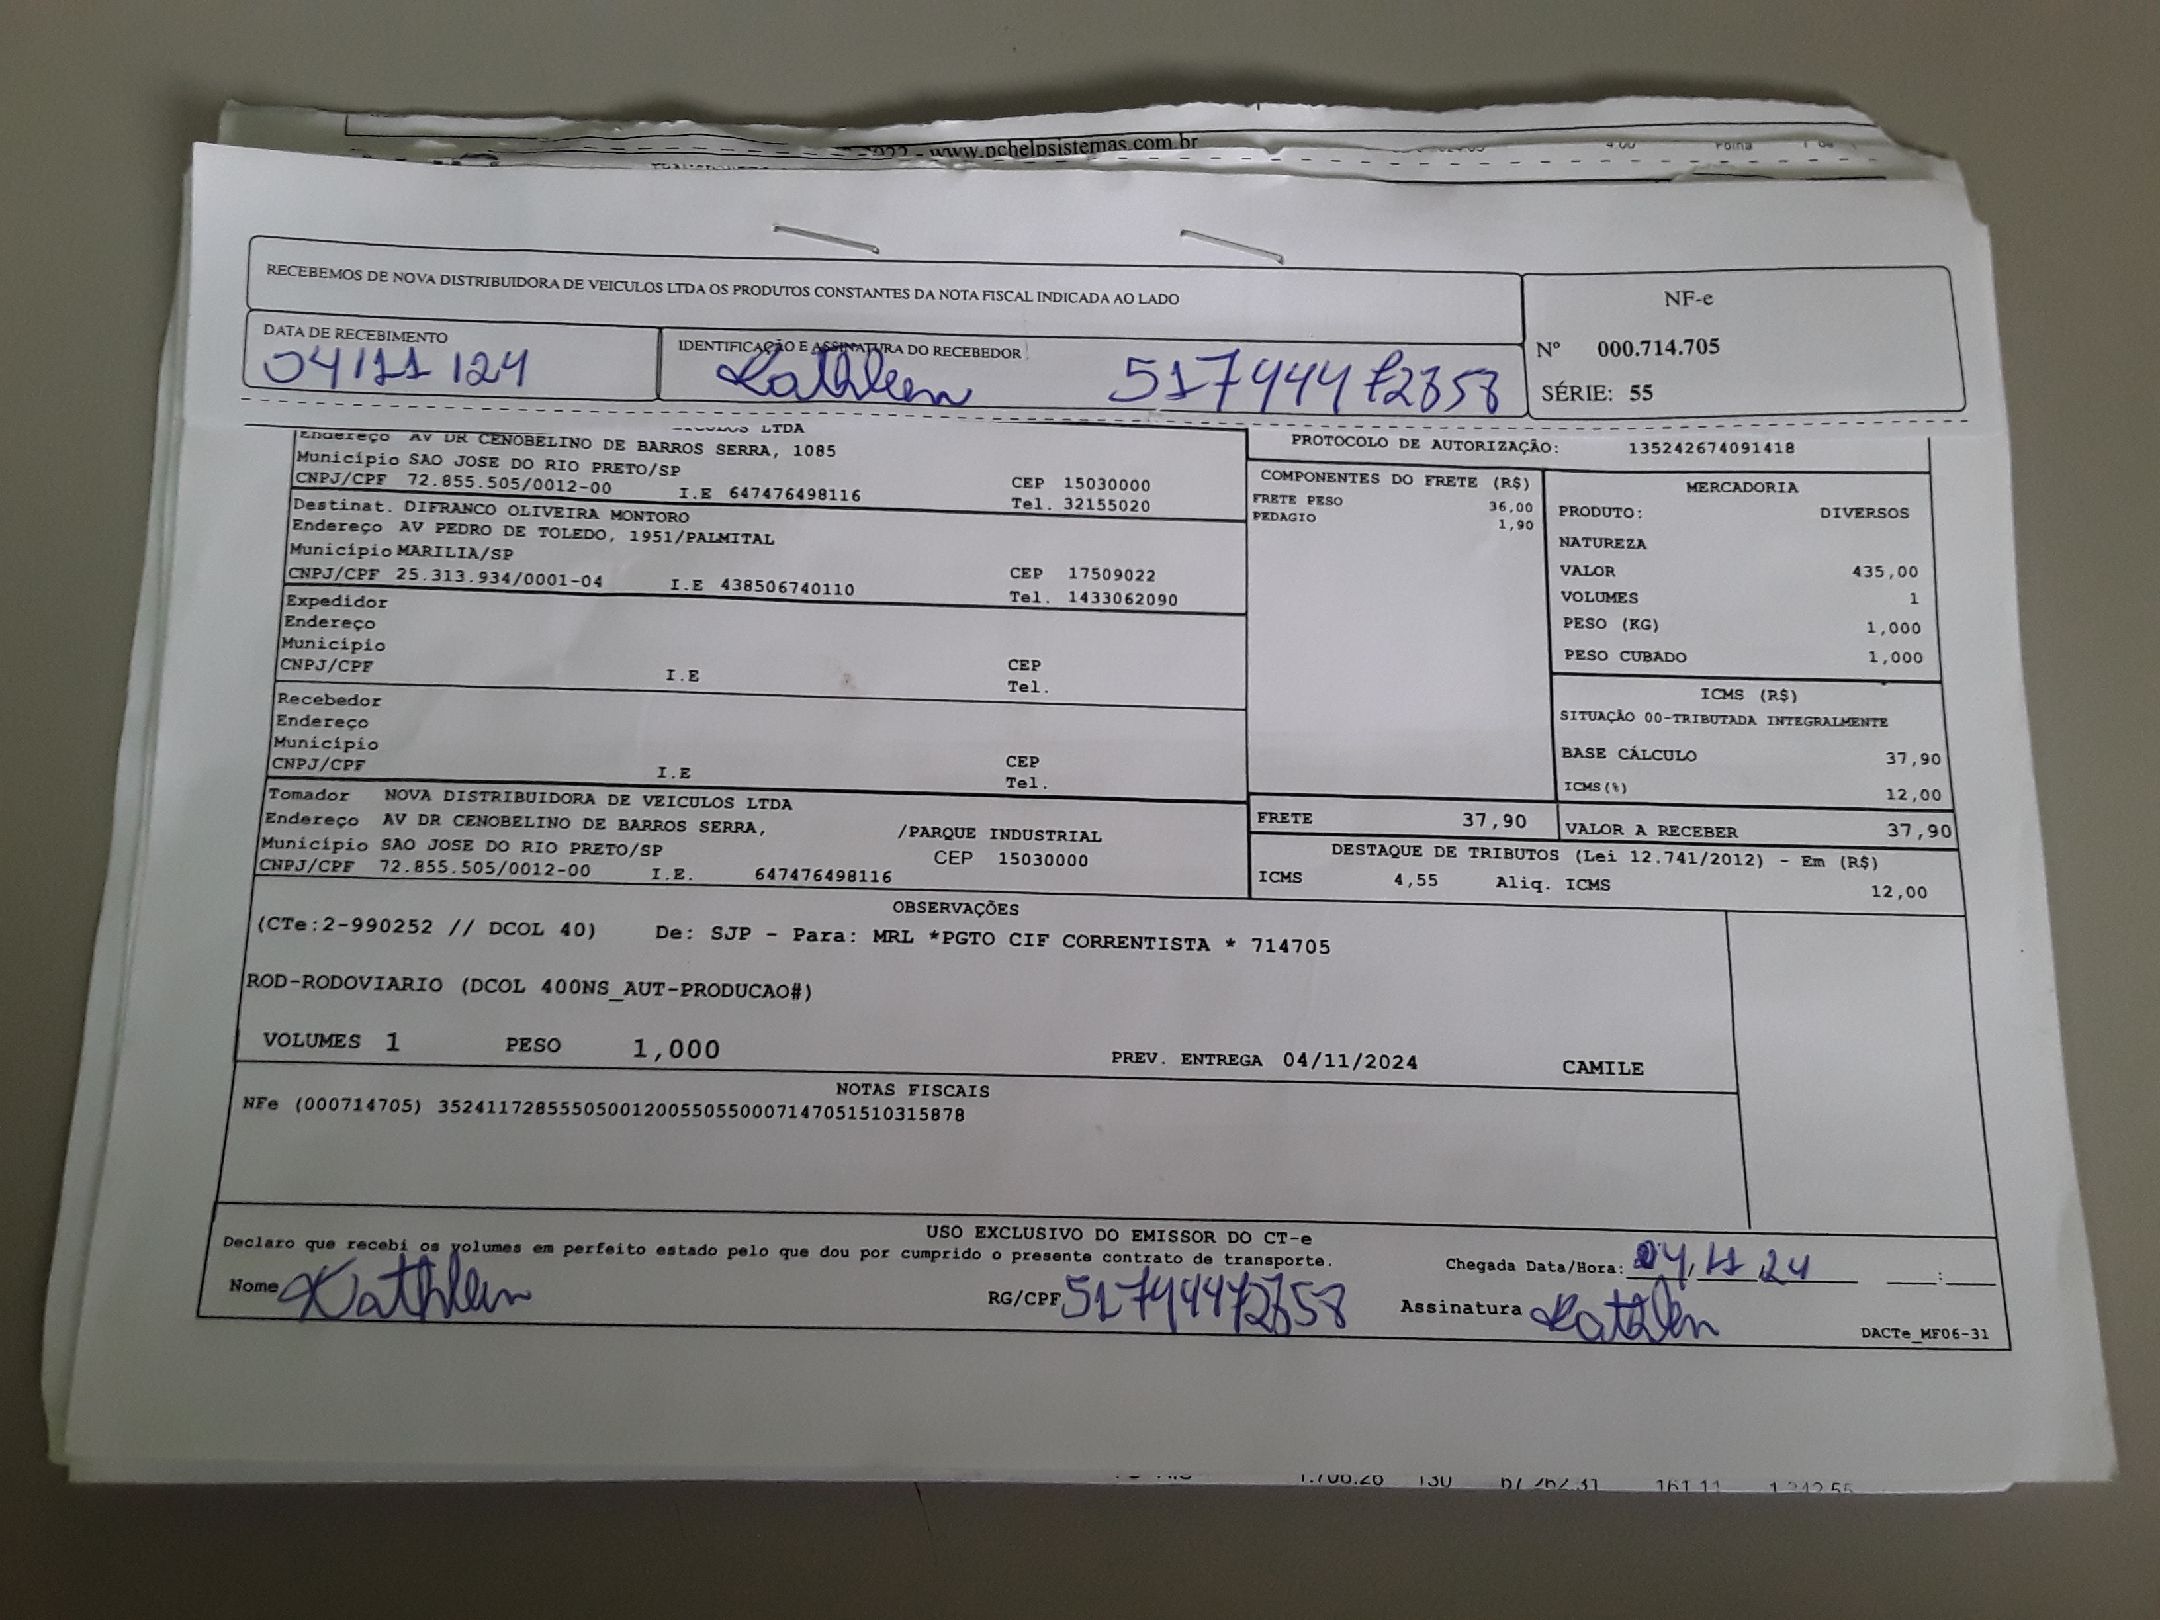 www.pchelpsistemas.com.br
Folha
RECEBEMOS DE NOVA DISTRIBUIDORA DE VEICULOS LTDA OS PRODUTOS CONSTANTES DA NOTA FISCAL INDICADA AO LADO
NF-e
Nº 000.714.705
SÉRIE: 55
DATA DE RECEBIMENTO
04/11/24
IDENTIFICAÇÃO E ASSINATURA DO RECEBEDOR
Kathleen
LTDA
Endereço AV DR CENOBELINO DE BARROS SERRA, 1085
Município SAO JOSE DO RIO PRETO/SP CEP 15030000
CNPJ/CPF 72.855.505/0012-00 I.E 647476498116 Tel. 32155020
Destinat. DIFRANCO OLIVEIRA MONTORO
Endereço AV PEDRO DE TOLEDO, 1951/PALMITAL
Município MARILIA/SP CEP 17509022
CNPJ/CPF 25.313.934/0001-04 I.E 438506740110 Tel. 1433062090
Expedidor
Endereço
Município CEP
CNPJ/CPF I.E Tel.
Recebedor
Endereço
Município CEP
CNPJ/CPF I.E Tel.
Tomador NOVA DISTRIBUIDORA DE VEICULOS LTDA
Endereço AV DR CENOBELINO DE BARROS SERRA, /PARQUE INDUSTRIAL
Município SAO JOSE DO RIO PRETO/SP CEP 15030000
CNPJ/CPF 72.855.505/0012-00 I.E. 647476498116
PROTOCOLO DE AUTORIZAÇÃO: 135242674091418
COMPONENTES DO FRETE (R$)
FRETE PESO 36,00
PEDAGIO 1,90
MERCADORIA
PRODUTO: DIVERSOS
NATUREZA
VALOR 435,00
VOLUMES 1
PESO (KG) 1,000
PESO CUBADO 1,000
ICMS (R$)
SITUAÇÃO 00-TRIBUTADA INTEGRALMENTE
BASE CÁLCULO 37,90
ICMS(%) 12,00
FRETE 37,90
VALOR A RECEBER 37,90
DESTAQUE DE TRIBUTOS (Lei 12.741/2012) - Em (R$)
ICMS 4,55 Aliq. ICMS 12,00
OBSERVAÇÕES
(CTe:2-990252 // DCOL 40) De: SJP - Para: MRL *PGTO CIF CORRENTISTA * 714705
ROD-RODOVIARIO (DCOL 400NS_AUT-PRODUCAO#)
VOLUMES 1 PESO 1,000 PREV. ENTREGA 04/11/2024 CAMILE
NOTAS FISCAIS
NFe (000714705) 35241172855505001200550550007147051510315878
USO EXCLUSIVO DO EMISSOR DO CT-e
Declaro que recebi os volumes em perfeito estado pelo que dou por cumprido o presente contrato de transporte.
Chegada Data/Hora: 04,11,24 __:__
Nome Kathleen RG/CPF Assinatura Kathleen
DACTe_MF06-31